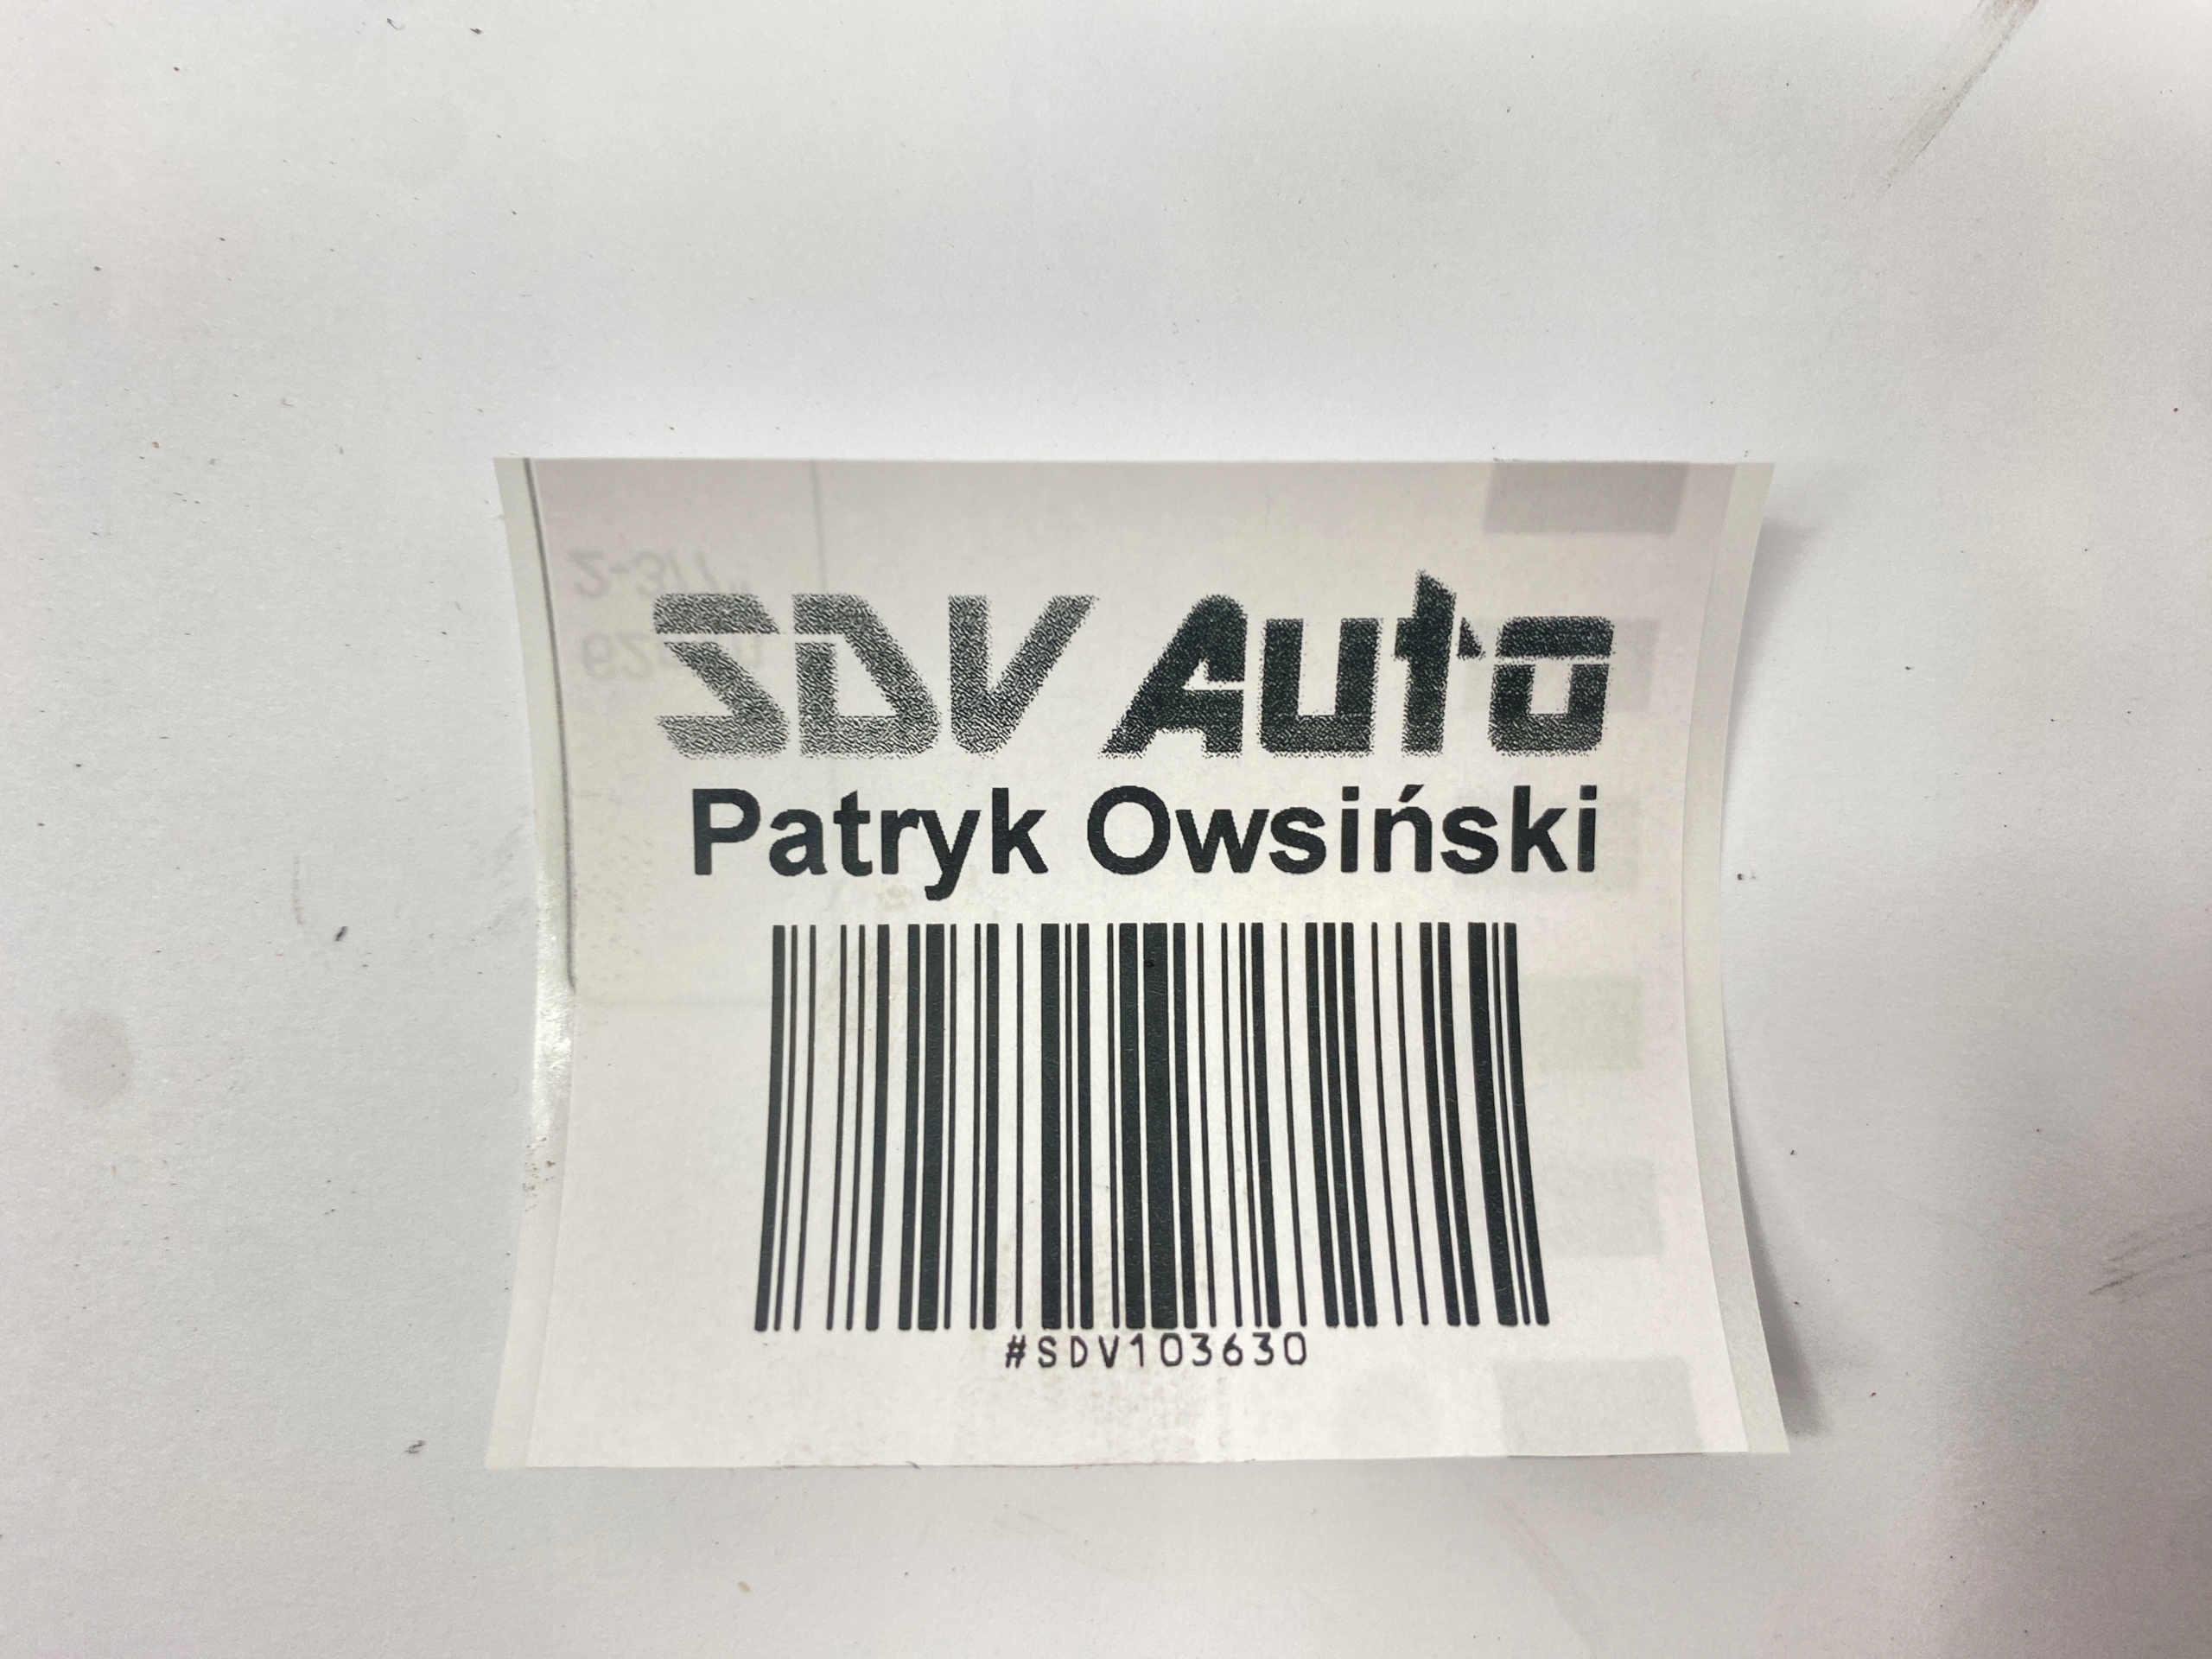 SDV Auto
Patryk Owsiński
#SDV103630